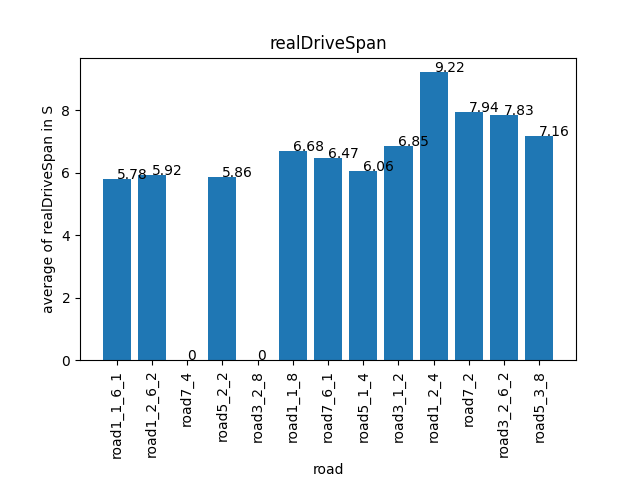 realDriveSpan
average of realDriveSpan in S
8
6
4
2
0
5.78
5.92
0
5.86
0
6.68
6.47
6.06
6.85
9.22
7.94
7.83
7.16
road1_1_6_1
road1_2_6_2
road7_4
road5_2_2
road3_2_8
road1_1_8
road7_6_1
road5_1_4
road3_1_2
road1_2_4
road7_2
road3_2_6_2
road5_3_8
road